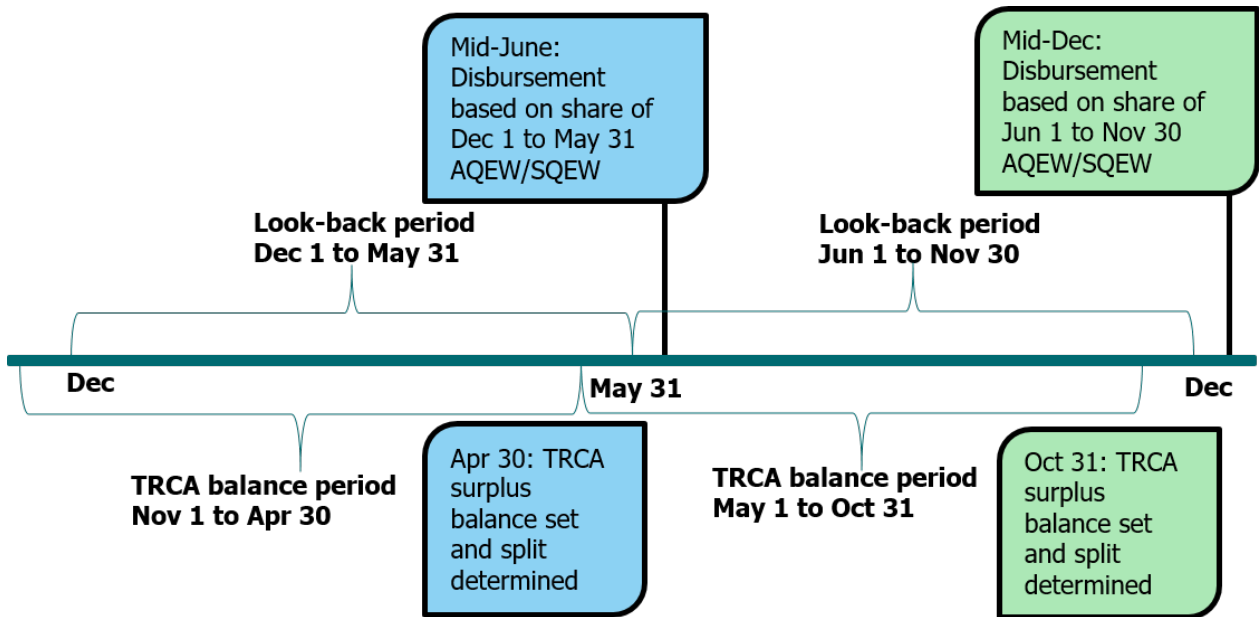 Mid-June:
Disbursement
based on share of
Dec 1 to May 31
AQEW/SQEW
Mid-Dec:
Disbursement
based on share of
Jun 1 to Nov 30
AQEW/SQEW
Look-back period
Dec 1 to May 31
Look-back period
Jun 1 to Nov 30
Dec
May 31
Dec
TRCA balance period
Nov 1 to Apr 30
Apr 30: TRCA
surplus
balance set
and split
determined
TRCA balance period
May 1 to Oct 31
Oct 31: TRCA
surplus
balance set
and split
determined